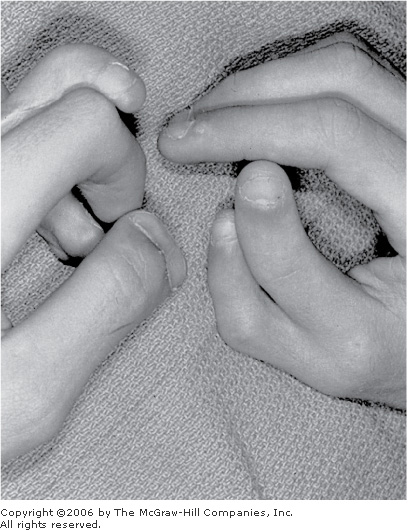 Copyright ©2006 by The McGraw-Hill Companies, Inc.
All rights reserved.